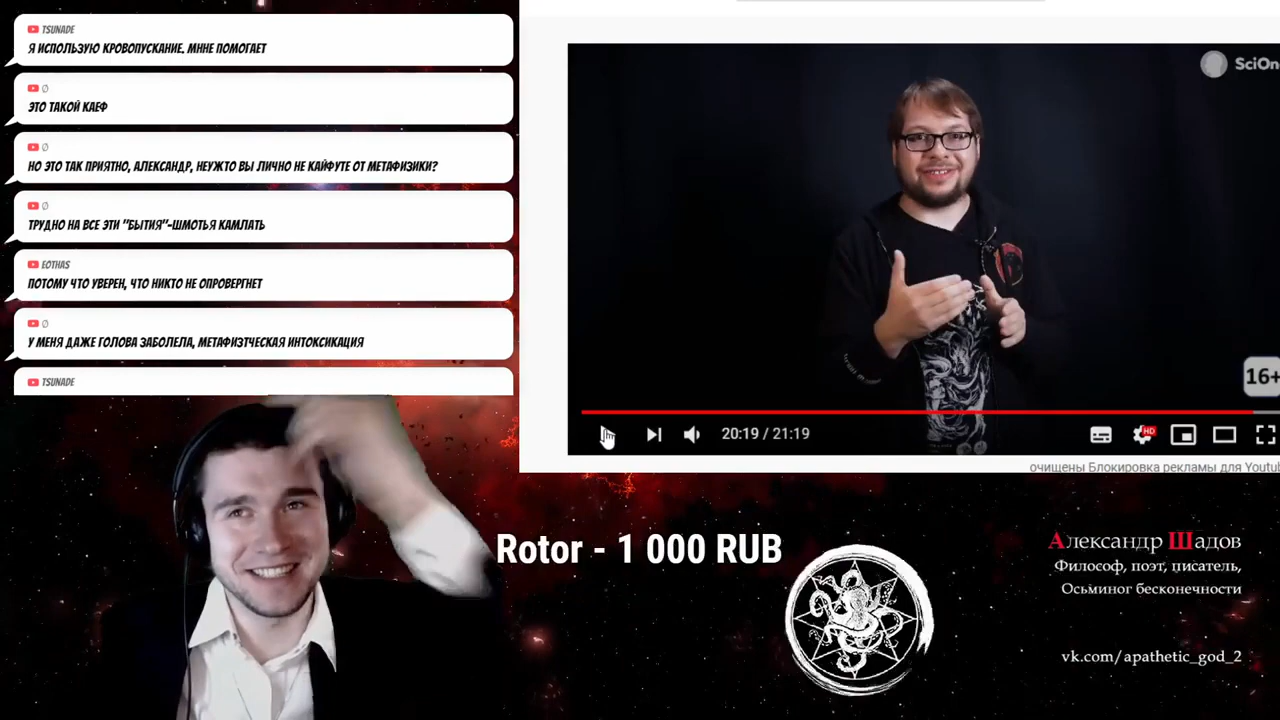 TSUNADE
Я ИСПОЛЬЗУЮ КРОВОПУСКАНИЕ. МННЕ ПОМОГАЕТ
Ø
ЭТО ТАКОЙ КАЕФ
Ø
НО ЭТО ТАК ПРИЯТНО, АЛЕКСАНДР, НЕУЖТО ВЫ ЛИЧНО НЕ КАЙФУТЕ ОТ МЕТАФИЗИКИ?
Ø
ТРУДНО НА ВСЕ ЭТИ "БЫТИЯ"-ШМОТЬЯ КАМЛАТЬ
EOTHAS
ПОТОМУ ЧТО УВЕРЕН, ЧТО НИКТО НЕ ОПРОВЕРГНЕТ
Ø
У МЕНЯ ДАЖЕ ГОЛОВА ЗАБОЛЕЛА, МЕТАФИЗТЧЕСКАЯ ИНТОКСИКАЦИЯ
TSUNADE
SciOn
16+
20:19 / 21:19
HD
очищены Блокировка рекламы для Youtub
Rotor - 1 000 RUB
Александр Шадов
Философ, поэт, писатель,
Осьминог бесконечности
vk.com/apathetic_god_2